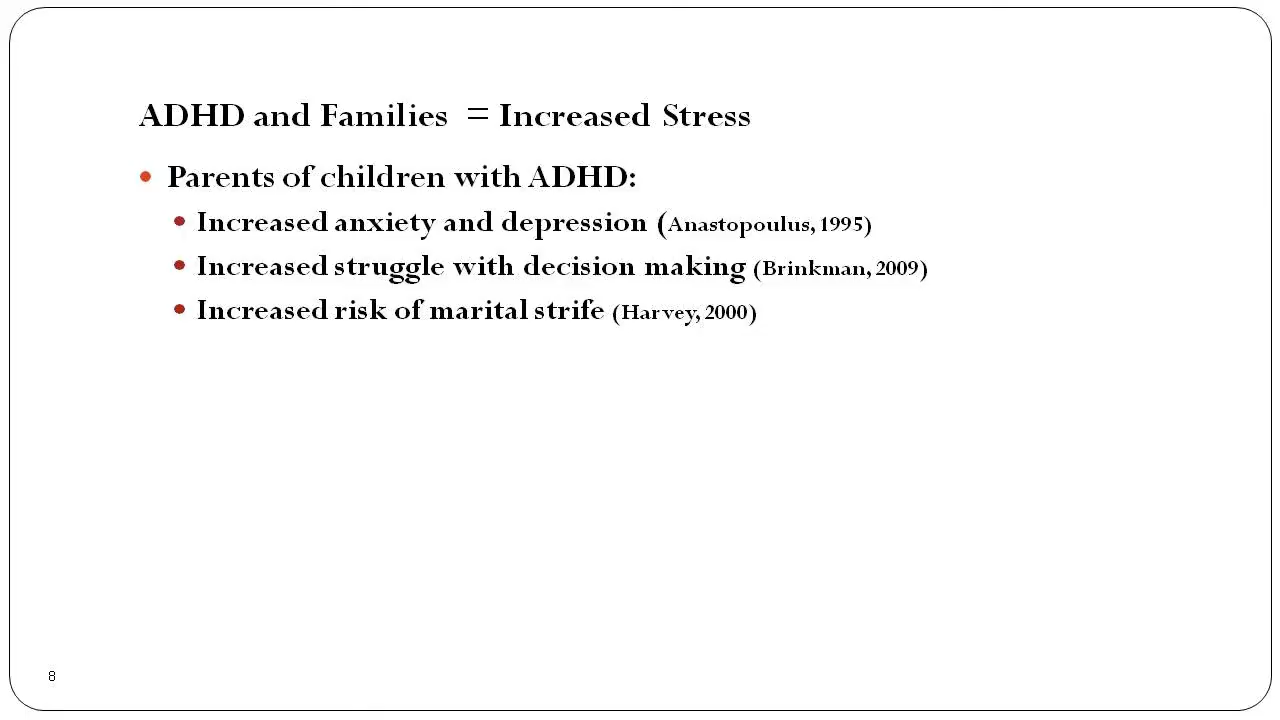 ADHD and Families = Increased Stress
• Parents of children with ADHD:
• Increased anxiety and depression (Anastopoulus, 1995)
• Increased struggle with decision making (Brinkman, 2009)
• Increased risk of marital strife (Harvey, 2000)
8